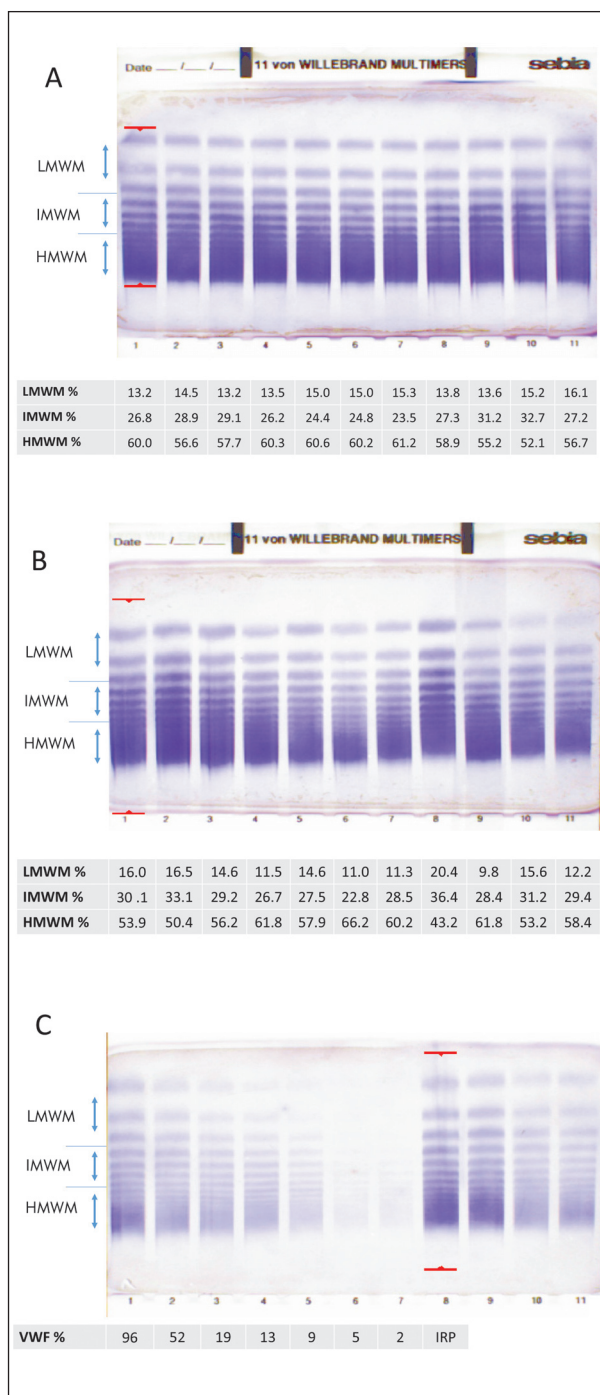 A
Date __/__/__ 11 von WILLEBRAND MULTIMERS sebia
LMWM
IMWM
HMWM
1 2 3 4 5 6 7 8 9 10 11
LMWM % 13.2 14.5 13.2 13.5 15.0 15.0 15.3 13.8 13.6 15.2 16.1
IMWM % 26.8 28.9 29.1 26.2 24.4 24.8 23.5 27.3 31.2 32.7 27.2
HMWM % 60.0 56.6 57.7 60.3 60.6 60.2 61.2 58.9 55.2 52.1 56.7
B
Date __/__/__ 11 von WILLEBRAND MULTIMERS sebia
LMWM
IMWM
HMWM
1 2 3 4 5 6 7 8 9 10 11
LMWM % 16.0 16.5 14.6 11.5 14.6 11.0 11.3 20.4 9.8 15.6 12.2
IMWM % 30 .1 33.1 29.2 26.7 27.5 22.8 28.5 36.4 28.4 31.2 29.4
HMWM % 53.9 50.4 56.2 61.8 57.9 66.2 60.2 43.2 61.8 53.2 58.4
C
LMWM
IMWM
HMWM
1 2 3 4 5 6 7 8 9 10 11
VWF % 96 52 19 13 9 5 2 IRP